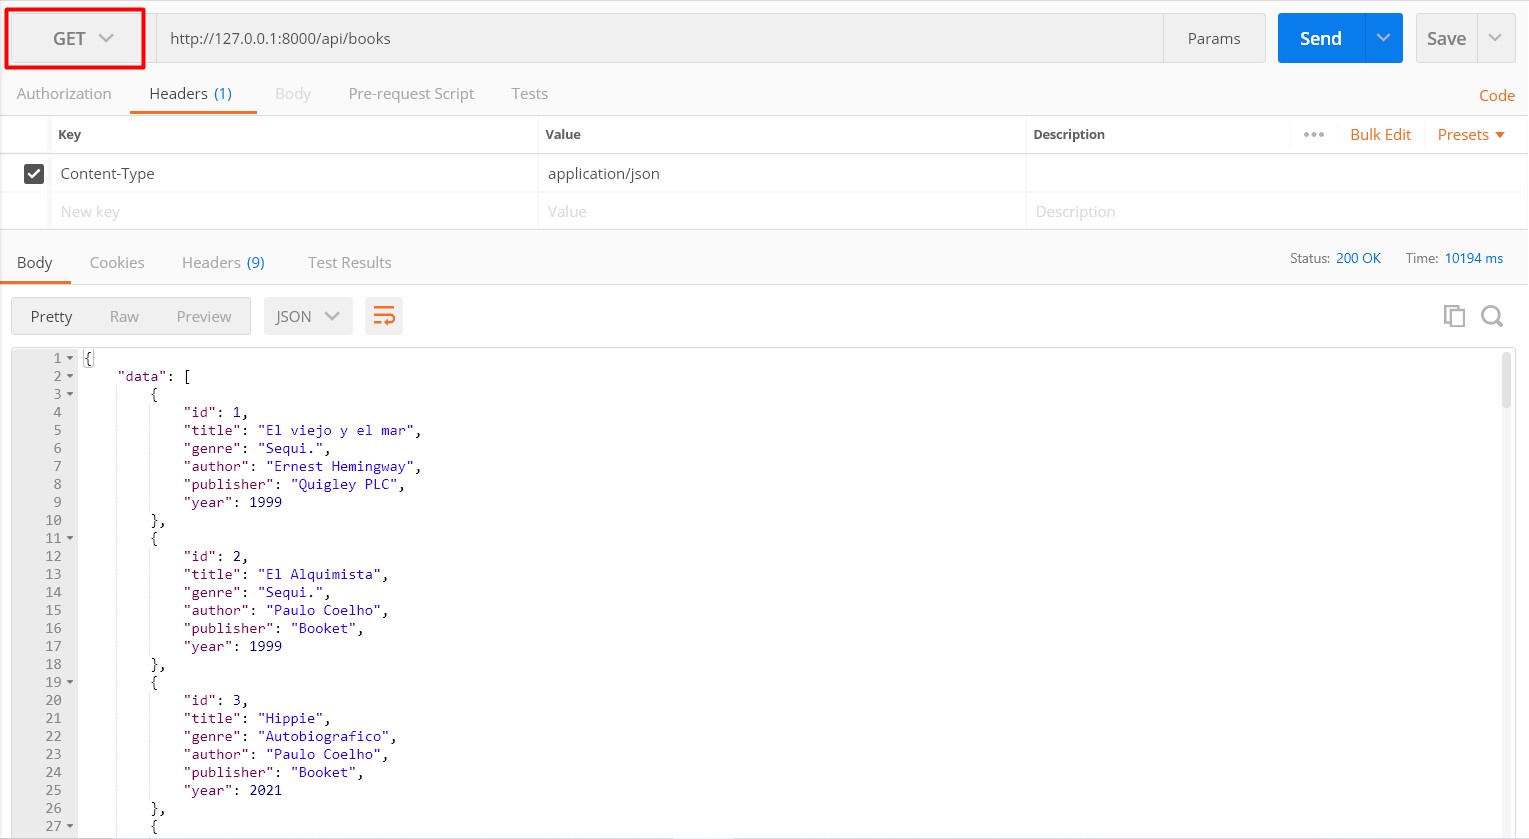 GET http://127.0.0.1:8000/api/books Params Send Save
Authorization Headers (1) Body Pre-request Script Tests Code
Key Value Description ••• Bulk Edit Presets
Content-Type application/json
New key Value Description
Body Cookies Headers (9) Test Results Status: 200 OK Time: 10194 ms
Pretty Raw Preview JSON
1 {
2 "data": [
3 {
4 "id": 1,
5 "title": "El viejo y el mar",
6 "genre": "Sequi.",
7 "author": "Ernest Hemingway",
8 "publisher": "Quigley PLC",
9 "year": 1999
10 },
11 {
12 "id": 2,
13 "title": "El Alquimista",
14 "genre": "Sequi.",
15 "author": "Paulo Coelho",
16 "publisher": "Booket",
17 "year": 1999
18 },
19 {
20 "id": 3,
21 "title": "Hippie",
22 "genre": "Autobiografico",
23 "author": "Paulo Coelho",
24 "publisher": "Booket",
25 "year": 2021
26 },
27 {